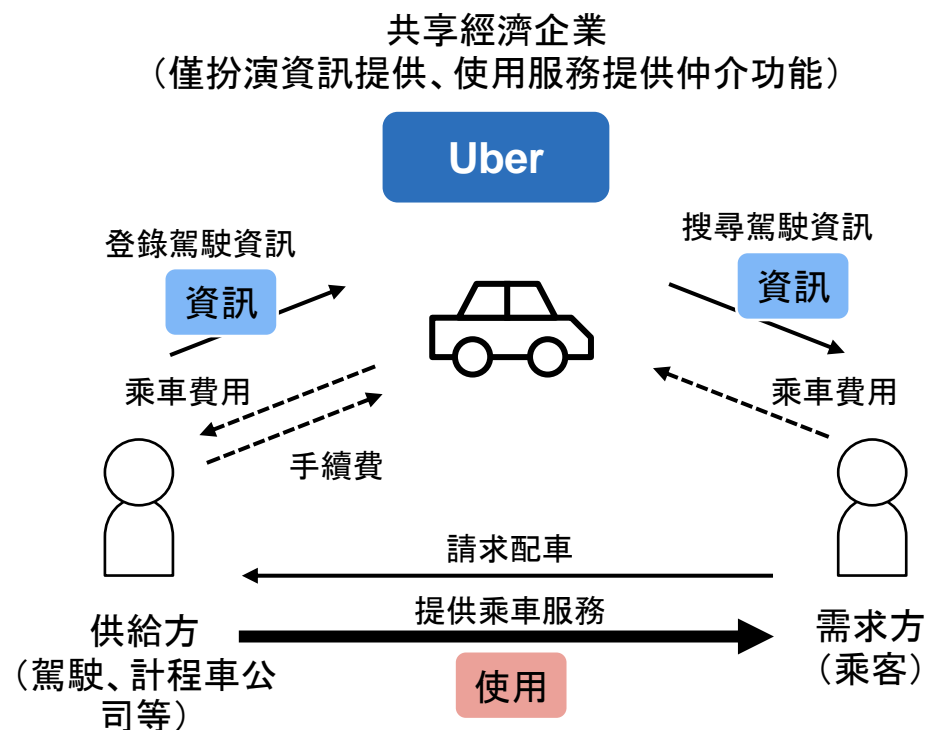 共享經濟企業
（僅扮演資訊提供、使用服務提供仲介功能）
Uber
登錄駕駛資訊
資訊
搜尋駕駛資訊
資訊
乘車費用
手續費
乘車費用
請求配車
提供乘車服務
使用
供給方
（駕駛、計程車公
司等）
需求方
（乘客）